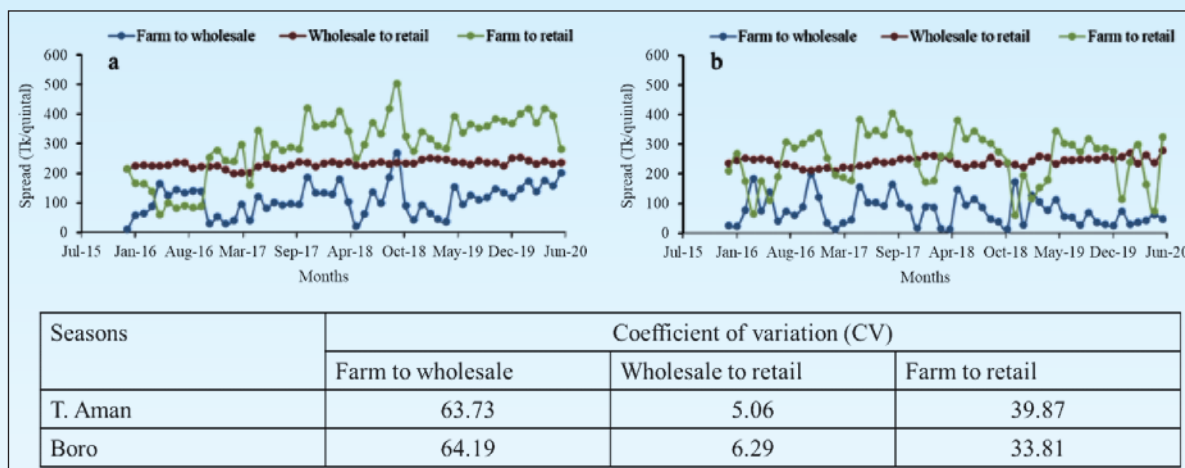 Farm to wholesale Wholesale to retail Farm to retail
a
600
500
400
300
200
100
0
Spread (Tk/quintal)
Jul-15 Jan-16 Aug-16 Mar-17 Sep-17 Apr-18 Oct-18 May-19 Dec-19 Jun-20
Months
Farm to wholesale Wholesale to retail Farm to retail
b
600
500
400
300
200
100
0
Spread (Tk/quintal)
Jul-15 Jan-16 Aug-16 Mar-17 Sep-17 Apr-18 Oct-18 May-19 Dec-19 Jun-20
Months
Seasons Coefficient of variation (CV)
Farm to wholesale Wholesale to retail Farm to retail
T. Aman 63.73 5.06 39.87
Boro 64.19 6.29 33.81